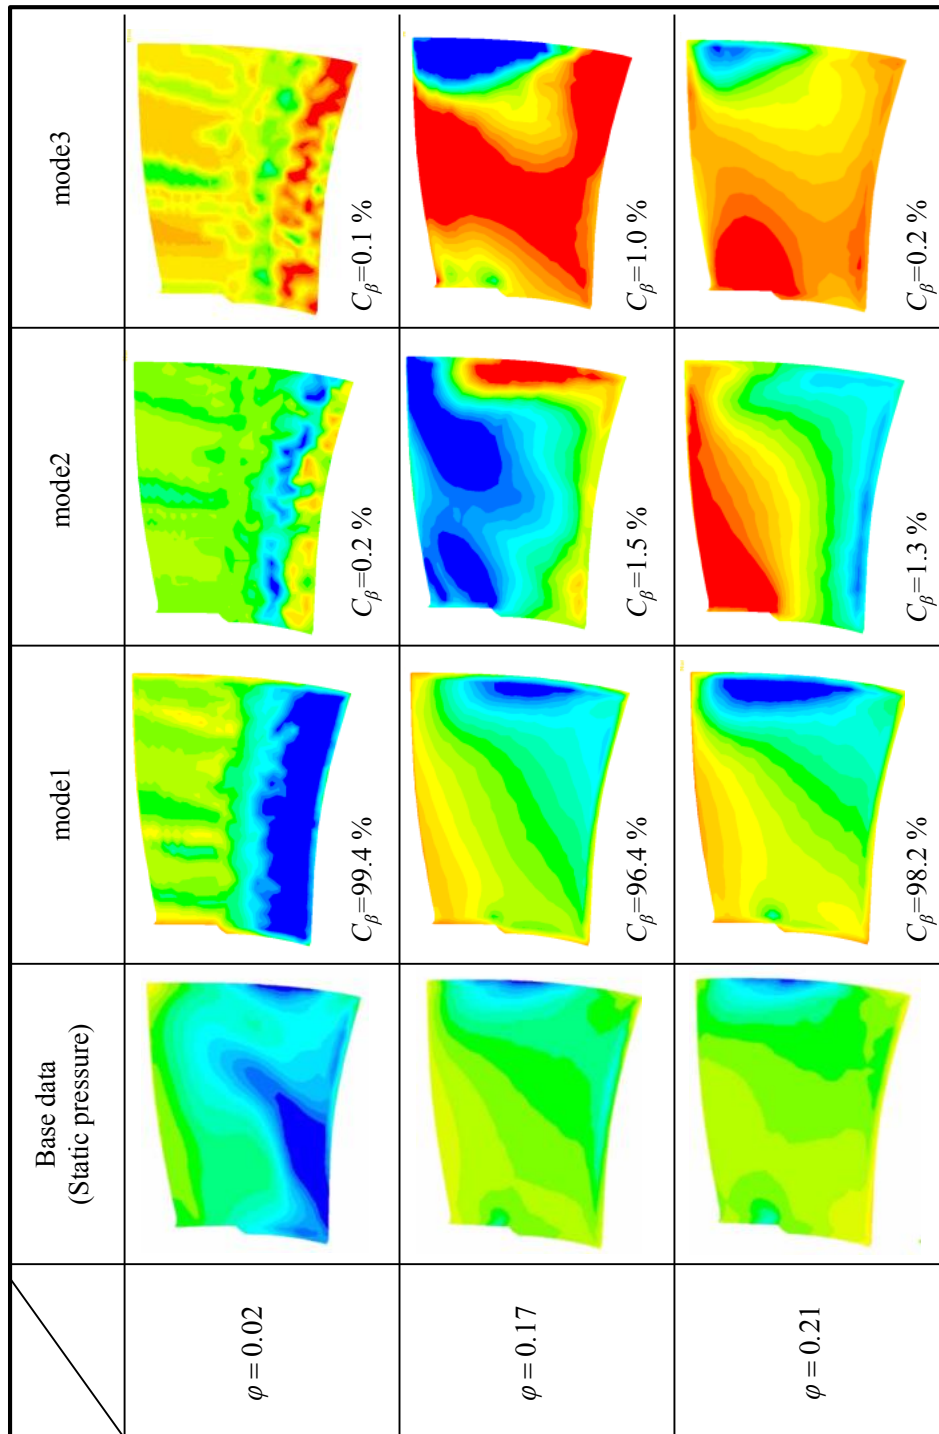 Base data
(Static pressure)
mode1
mode2
mode3
φ = 0.02
Cβ=99.4 %
Cβ=0.2 %
Cβ=0.1 %
φ = 0.17
Cβ=96.4 %
Cβ=1.5 %
Cβ=1.0 %
φ = 0.21
Cβ=98.2 %
Cβ=1.3 %
Cβ=0.2 %